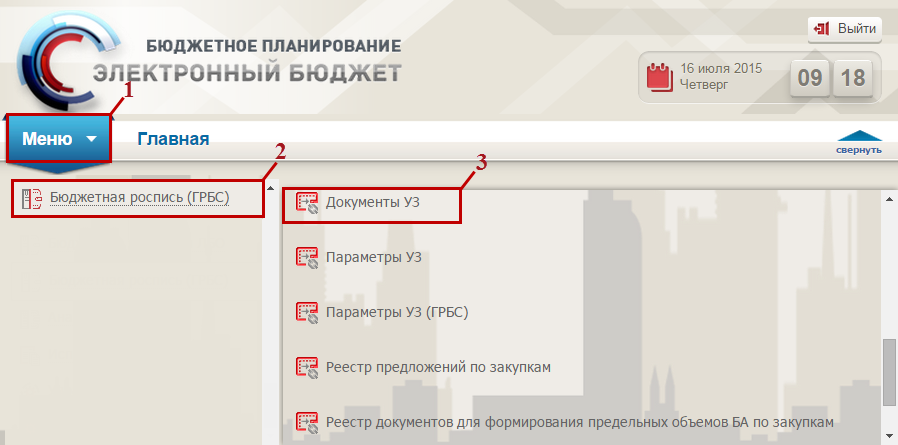 БЮДЖЕТНОЕ ПЛАНИРОВАНИЕ
ЭЛЕКТРОННЫЙ БЮДЖЕТ
Выйти
16 июля 2015
Четверг
09 18
1
Меню
Главная
свернуть
2
3
Бюджетная роспись (ГРБС)
Документы УЗ
Параметры УЗ
Параметры УЗ (ГРБС)
Реестр предложений по закупкам
Реестр документов для формирования предельных объемов БА по закупкам